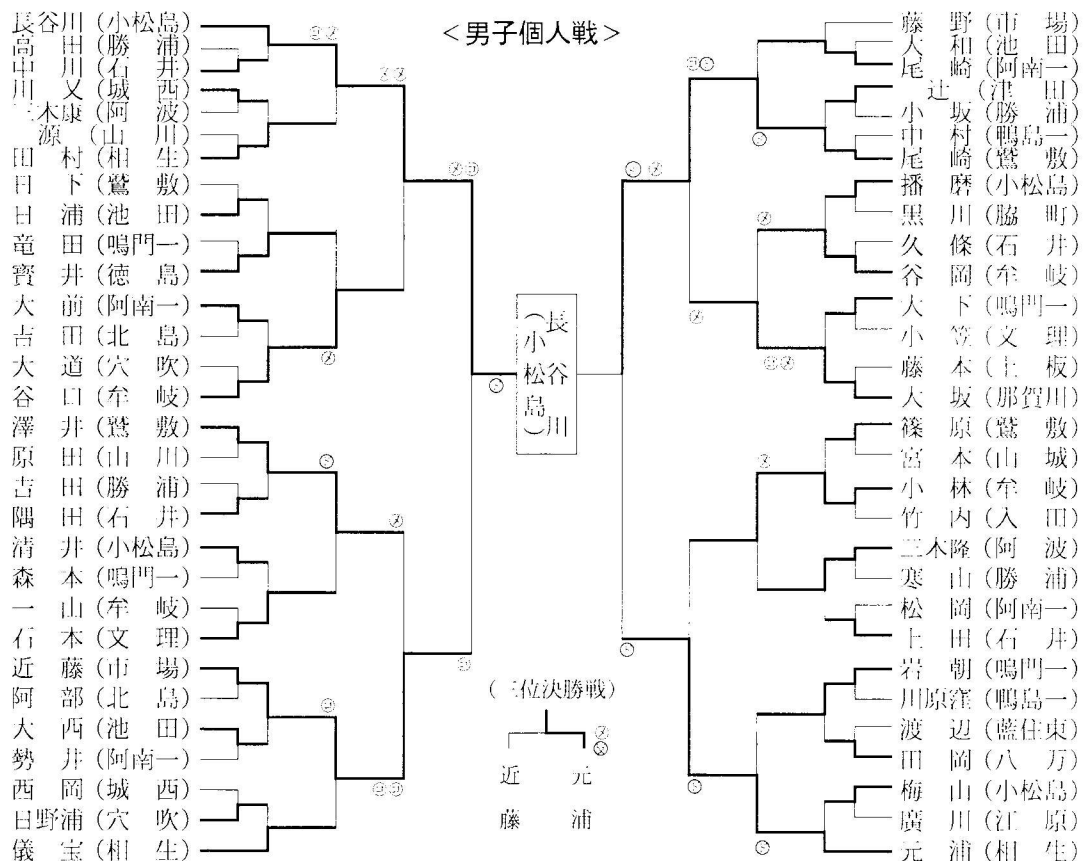 ＜男子個人戦＞
長谷川（小松島）
高田（勝浦）
中川（石井）
川又（城西）
三木康（阿波）
源（山川）
田村（相生）
日下（鷲敷）
日浦（池田）
竜田（鳴門一）
寳井（徳島）
大前（阿南一）
吉田（北島）
大道（穴吹）
谷口（牟岐）
澤井（鷲敷）
原田（山川）
吉田（勝浦）
隅田（石井）
清井（小松島）
森本（鳴門一）
一山（牟岐）
石本（文理）
近藤（市場）
阿部（北島）
大西（池田）
勢井（阿南一）
西岡（城西）
日野浦（穴吹）
儀宝（相生）
長谷川
（小松島）
（三位決勝戦）
近藤
元浦
藤野（市場）
大和（池田）
尾崎（阿南一）
辻（津田）
小坂（勝浦）
中村（鴨島一）
尾崎（鷲敷）
播磨（小松島）
黒川（脇町）
久條（石井）
谷岡（牟岐）
大下（鳴門一）
小笠（文理）
藤本（上板）
大坂（那賀川）
篠原（鷲敷）
宮本（山城）
小林（牟岐）
竹内（入田）
三木隆（阿波）
寒山（勝浦）
松岡（阿南一）
上田（石井）
岩朝（鳴門一）
川原窪（鴨島一）
渡辺（藍住東）
田岡（八万）
梅山（小松島）
廣川（江原）
元浦（相生）